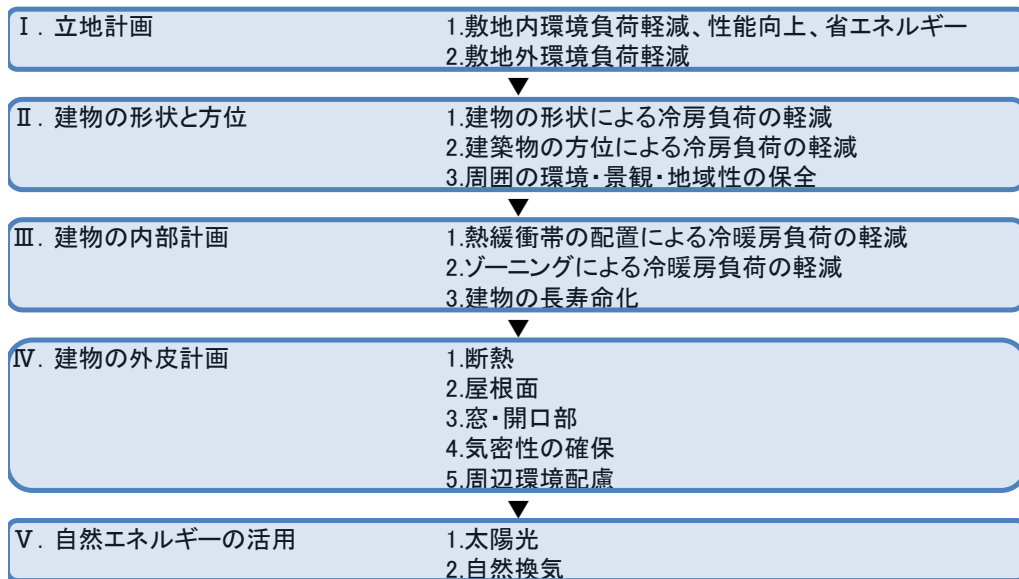 Ⅰ. 立地計画 1.敷地内環境負荷軽減、性能向上、省エネルギー
2.敷地外環境負荷軽減
▼
Ⅱ. 建物の形状と方位 1.建物の形状による冷房負荷の軽減
2.建築物の方位による冷房負荷の軽減
3.周囲の環境・景観・地域性の保全
▼
Ⅲ. 建物の内部計画 1.熱緩衝帯の配置による冷暖房負荷の軽減
2.ゾーニングによる冷暖房負荷の軽減
3.建物の長寿命化
▼
Ⅳ. 建物の外皮計画 1.断熱
2.屋根面
3.窓・開口部
4.気密性の確保
5.周辺環境配慮
▼
Ⅴ. 自然エネルギーの活用 1.太陽光
2.自然換気